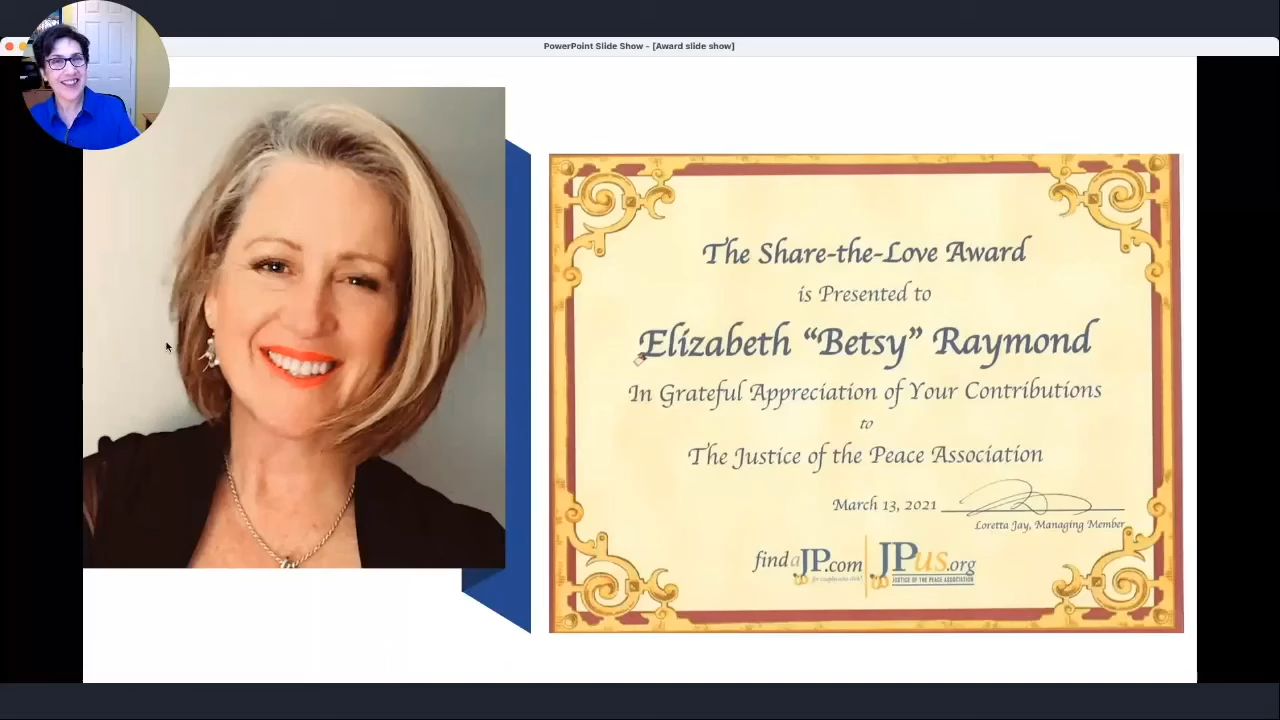 PowerPoint Slide Show - [Award slide show]
The Share-the-Love Award
is Presented to
Elizabeth “Betsy” Raymond
In Grateful Appreciation of Your Contributions
to
The Justice of the Peace Association
March 13, 2021
Loretta Jay, Managing Member
findaJP.com
JPus.org
JUSTICE OF THE PEACE ASSOCIATION